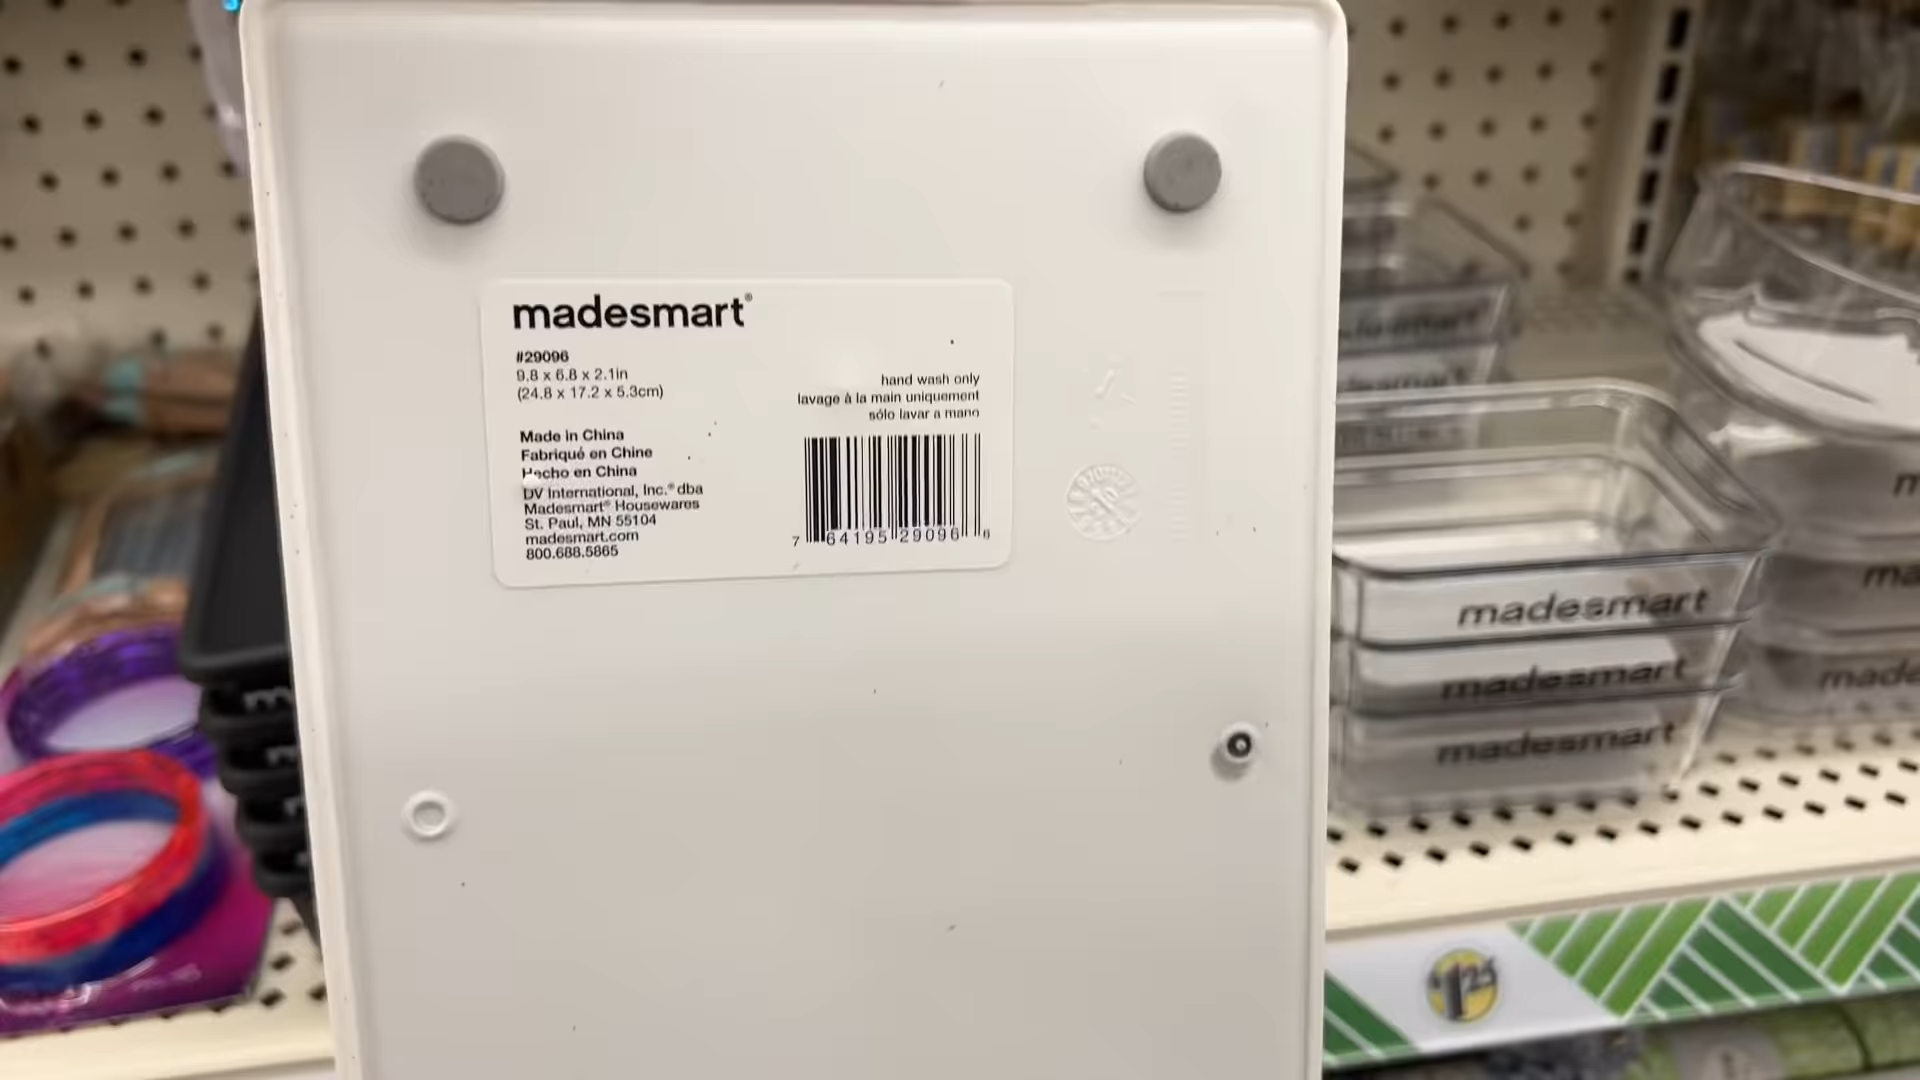 madesmart®
#29096
9.8 x 6.8 x 2.1in
(24.8 x 17.2 x 5.3cm)
hand wash only
lavage à la main uniquement
sólo lavar a mano
Made in China
Fabriqué en Chine
Hecho en China
DV International, Inc.® dba
Madesmart® Housewares
St. Paul, MN 55104
madesmart.com
800.688.5865
7 64195 29096 6
madesmart
madesmart
madesmart
$1.25